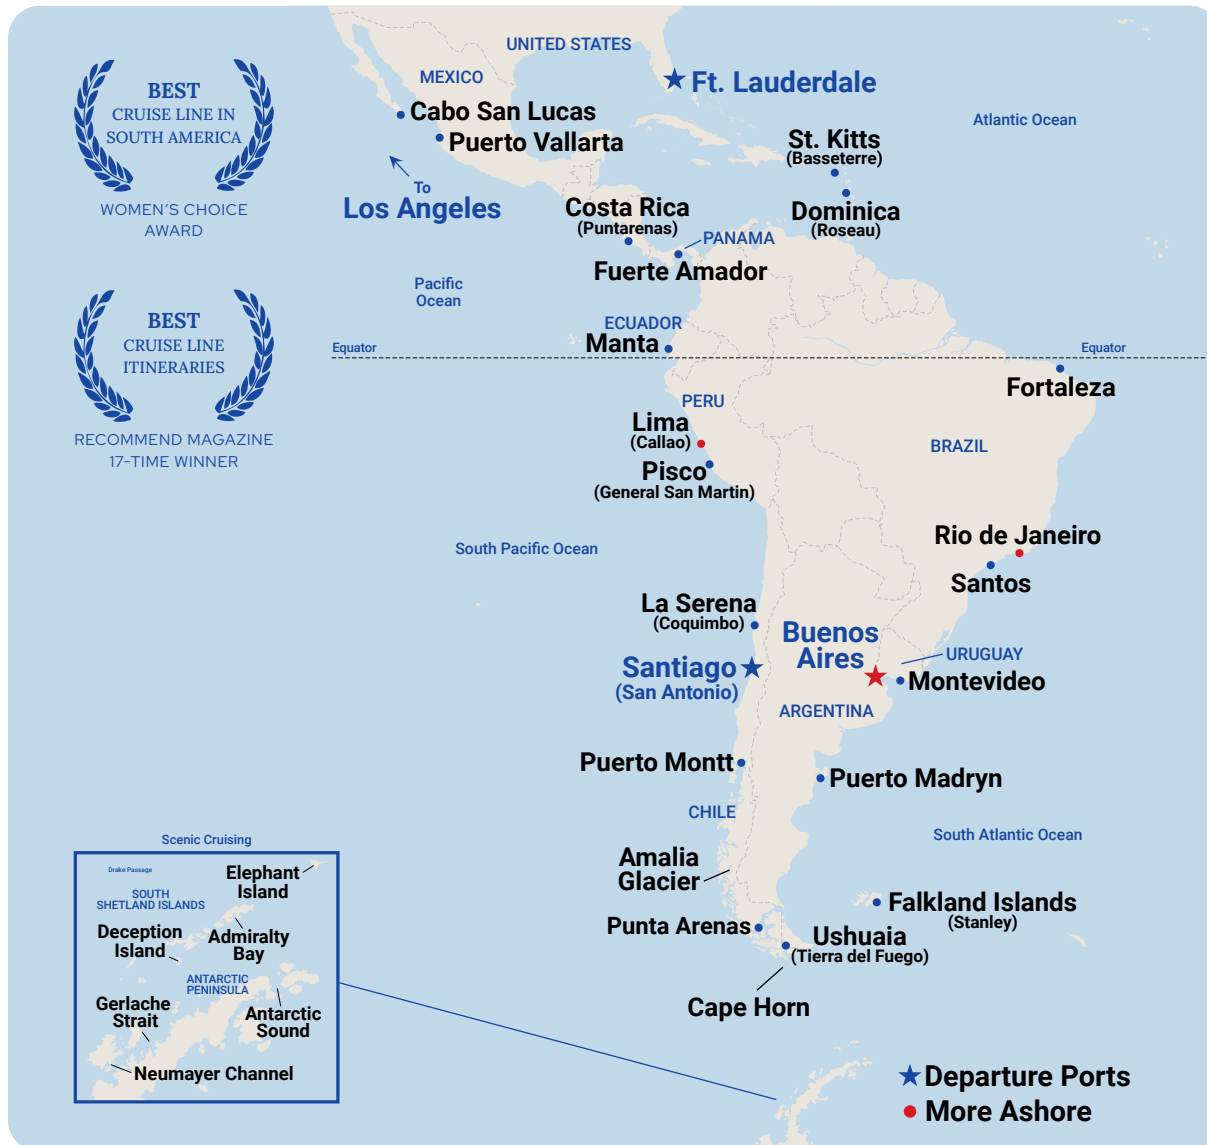 BEST
CRUISE LINE IN
SOUTH AMERICA
WOMEN'S CHOICE
AWARD
BEST
CRUISE LINE
ITINERARIES
RECOMMEND MAGAZINE
17-TIME WINNER
UNITED STATES
MEXICO
Ft. Lauderdale
Cabo San Lucas
Puerto Vallarta
Atlantic Ocean
St. Kitts
(Basseterre)
To
Los Angeles
Costa Rica
(Puntarenas)
Dominica
(Roseau)
PANAMA
Fuerte Amador
Pacific
Ocean
ECUADOR
Manta
Equator
Equator
Fortaleza
PERU
Lima
(Callao)
BRAZIL
Pisco
(General San Martin)
Rio de Janeiro
South Pacific Ocean
Santos
La Serena
(Coquimbo)
Buenos
Aires
Santiago
(San Antonio)
URUGUAY
Montevideo
ARGENTINA
Puerto Montt
Puerto Madryn
CHILE
South Atlantic Ocean
Amalia
Glacier
Falkland Islands
(Stanley)
Punta Arenas
Ushuaia
(Tierra del Fuego)
Cape Horn
Scenic Cruising
Drake Passage
Elephant
Island
SOUTH
SHETLAND ISLANDS
Deception
Island
Admiralty
Bay
ANTARCTIC
PENINSULA
Gerlache
Strait
Antarctic
Sound
Neumayer Channel
Departure Ports
More Ashore